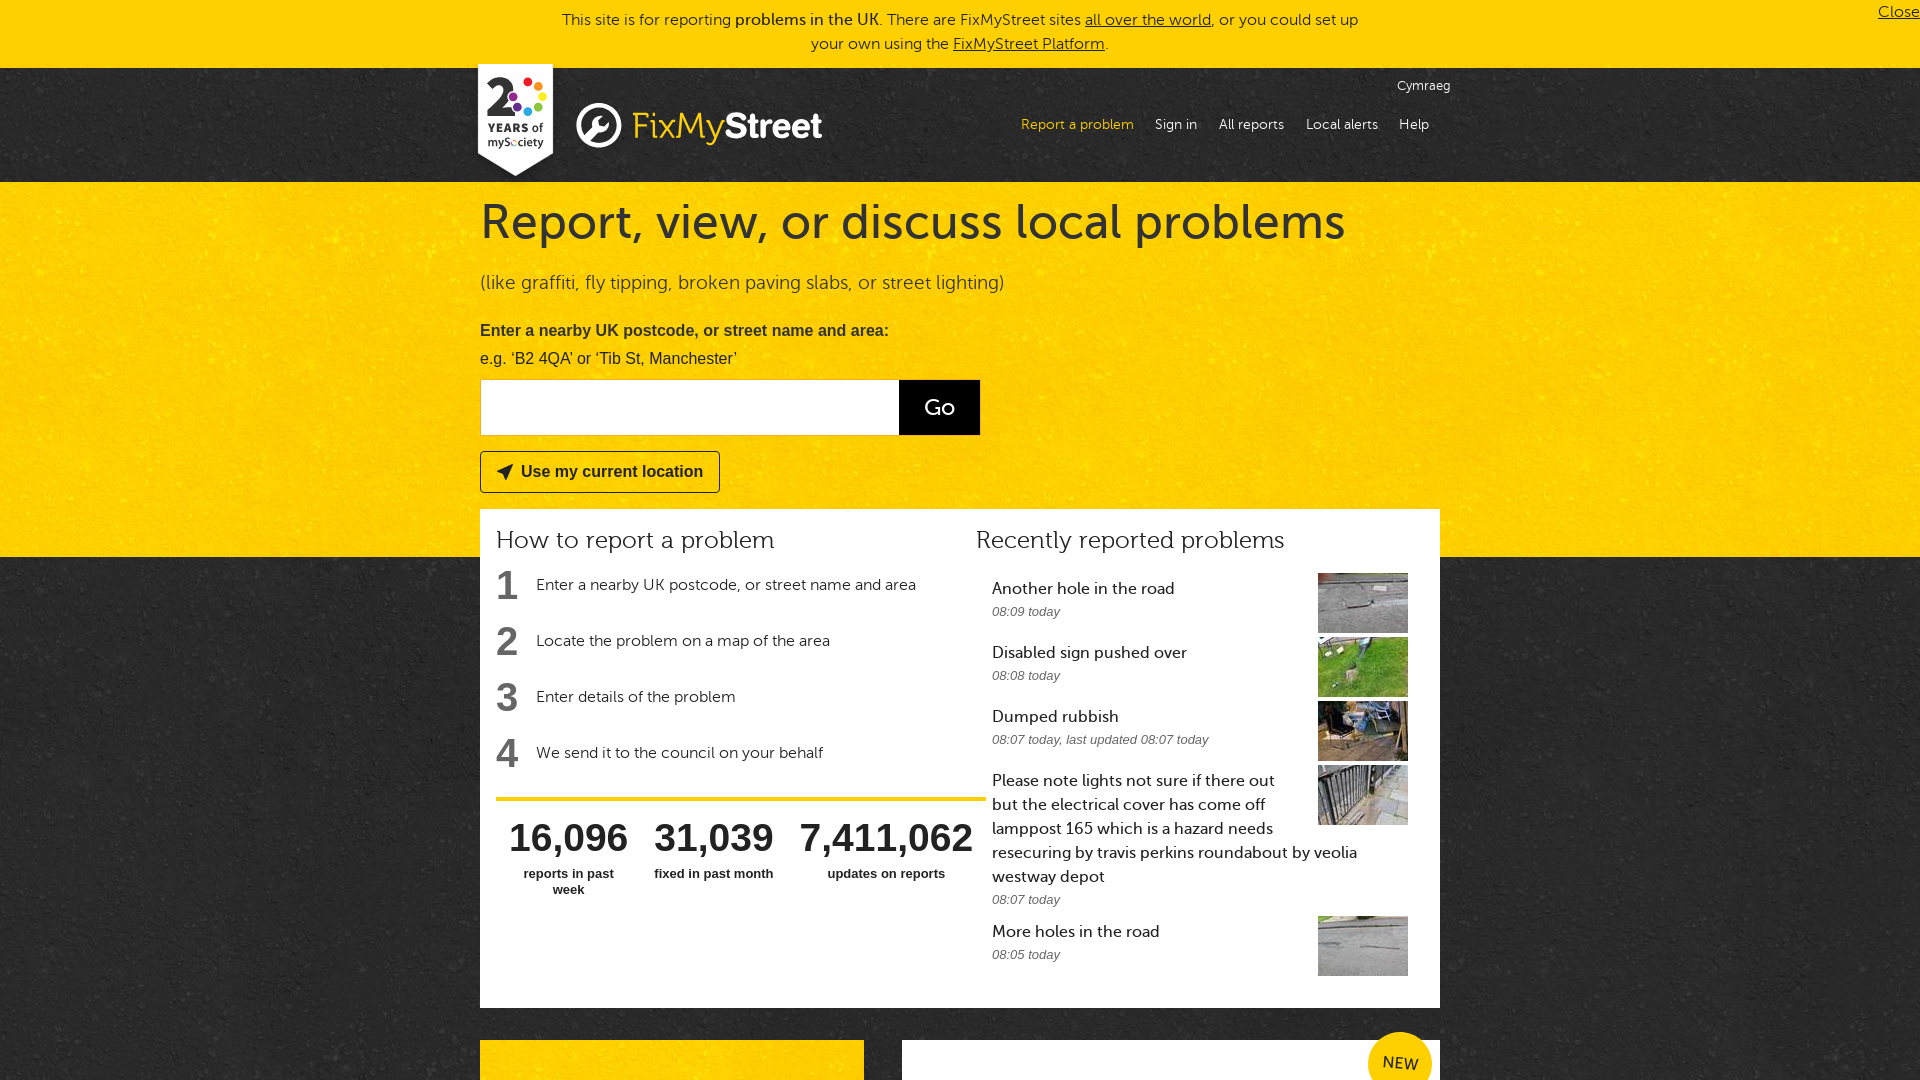 This site is for reporting problems in the UK. There are FixMyStreet sites all over the world, or you could set up
your own using the FixMyStreet Platform.
Close
20
YEARS of
mySociety
FixMyStreet
Cymraeg
Report a problem
Sign in
All reports
Local alerts
Help
Report, view, or discuss local problems
(like graffiti, fly tipping, broken paving slabs, or street lighting)
Enter a nearby UK postcode, or street name and area:
e.g. ‘B2 4QA’ or ‘Tib St, Manchester’
Go
Use my current location
How to report a problem
1 Enter a nearby UK postcode, or street name and area
2 Locate the problem on a map of the area
3 Enter details of the problem
4 We send it to the council on your behalf
16,096
reports in past
week
31,039
fixed in past month
7,411,062
updates on reports
Recently reported problems
Another hole in the road
08:09 today
Disabled sign pushed over
08:08 today
Dumped rubbish
08:07 today, last updated 08:07 today
Please note lights not sure if there out
but the electrical cover has come off
lamppost 165 which is a hazard needs
resecuring by travis perkins roundabout by veolia
westway depot
08:07 today
More holes in the road
08:05 today
NEW